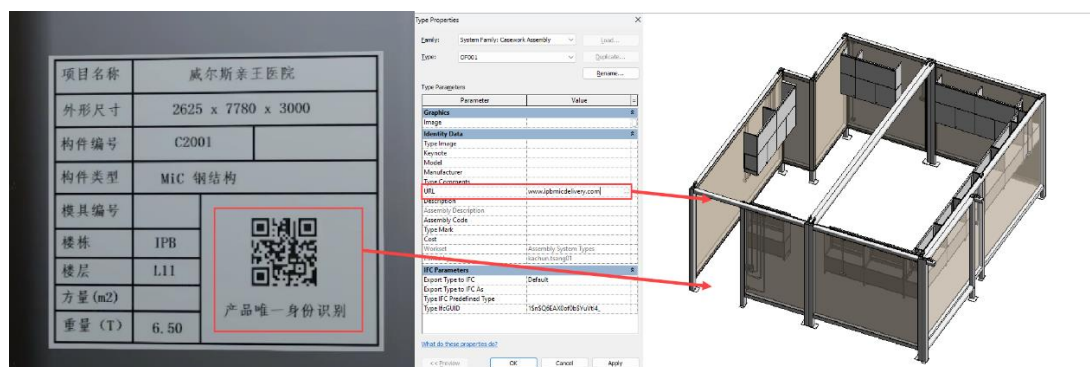 项目名称 威尔斯亲王医院
外形尺寸 2625 x 7780 x 3000
构件编号 C2001
构件类型 MiC 钢结构
模具编号
楼栋 IPB
楼层 L11
方量(m2)
重量(T) 6.50
产品唯一身份识别
Type Properties
Family: System Family: Casework Assembly Load...
Type: OF001 Duplicate...
Rename...
Type Parameters
Parameter Value
Graphics
Image
Identity Data
Type Image
Keynote
Model
Manufacturer
Type Comments
URL www.ipbmicdelivery.com
Description
Assembly Description
Assembly Code
Type Mark
Cost
Workset Assembly System Types
IFC Parameters
Export Type to IFC Default
Export Type to IFC As
Type IFC Predefined Type
Type IfcGUID
What do these properties do?
<< Preview OK Cancel Apply